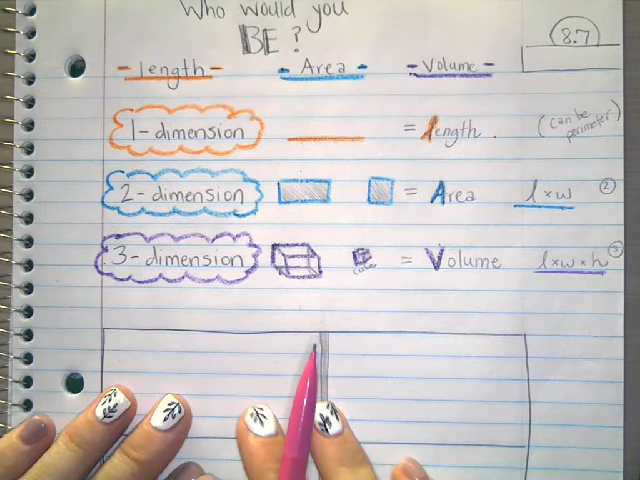 Who would you
BE ?
8.7
- Length - - Area - - Volume -
1-dimension = length . (can be perimeter)
2-dimension = Area l x w ②
3-dimension cube = Volume l x w x h ③